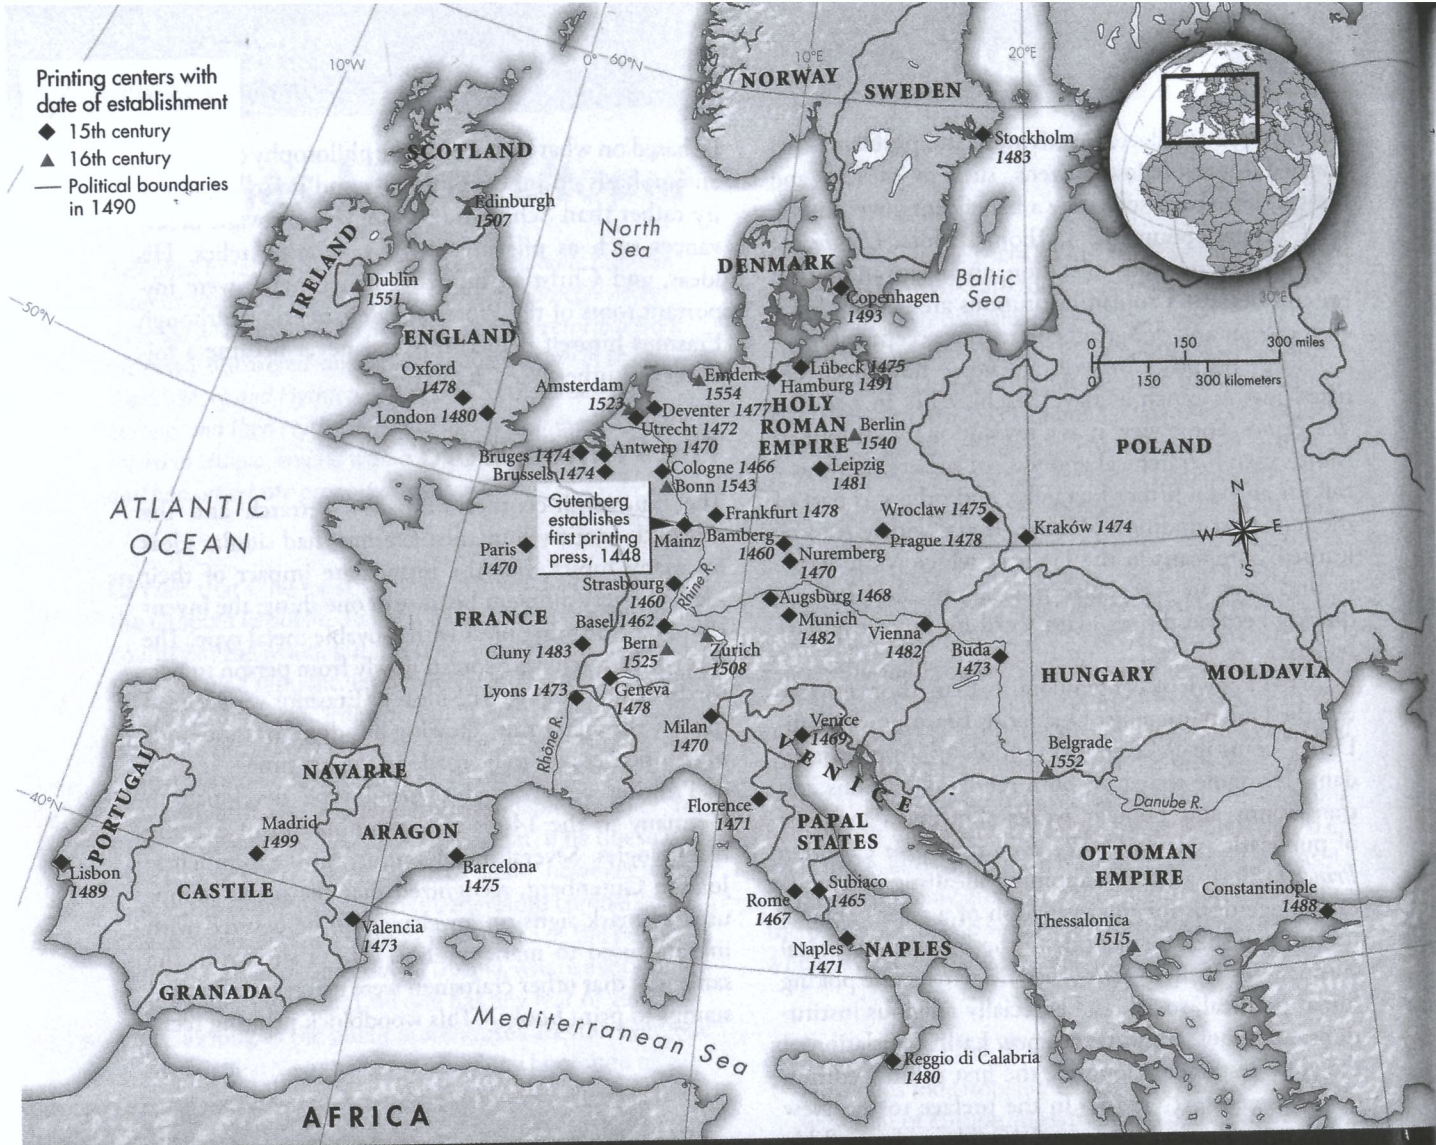 Printing centers with
date of establishment
15th century
16th century
Political boundaries
in 1490
10°W
0°
60°N
10°E
20°E
30°E
50°N
40°N
NORWAY
SWEDEN
Stockholm
1483
SCOTLAND
Edinburgh
1507
North
Sea
IRELAND
Dublin
1551
DENMARK
Copenhagen
1493
Baltic
Sea
0 150 300 miles
0 150 300 kilometers
ENGLAND
Oxford
1478
London 1480
Amsterdam
1523
Emden
1554
Lübeck 1475
Hamburg 1491
Deventer 1477
Utrecht 1472
HOLY
ROMAN
EMPIRE
Berlin
1540
POLAND
Bruges 1474
Antwerp 1470
Brussels 1474
Cologne 1466
Bonn 1543
Leipzig
1481
ATLANTIC
OCEAN
Gutenberg
establishes
first printing
press, 1448
Mainz
Frankfurt 1478
Bamberg
1460
Wroclaw 1475
Prague 1478
Kraków 1474
N
W E
S
Paris
1470
Nuremberg
1470
Strasbourg
1460
Rhine R.
Augsburg 1468
Munich
1482
FRANCE
Basel 1462
Bern
1525
Zurich
1508
Vienna
1482
Buda
1473
Cluny 1483
Lyons 1473
Geneva
1478
HUNGARY
MOLDAVIA
Milan
1470
Venice
1469
VENICE
Rhône R.
Belgrade
1552
Danube R.
PORTUGAL
NAVARRE
Florence
1471
PAPAL
STATES
Madrid
1499
ARAGON
Barcelona
1475
Lisbon
1489
CASTILE
Valencia
1473
Rome
1467
Subiaco
1465
OTTOMAN
EMPIRE
Constantinople
1488
Thessalonica
1515
Naples
1471
NAPLES
GRANADA
Mediterranean Sea
Reggio di Calabria
1480
AFRICA